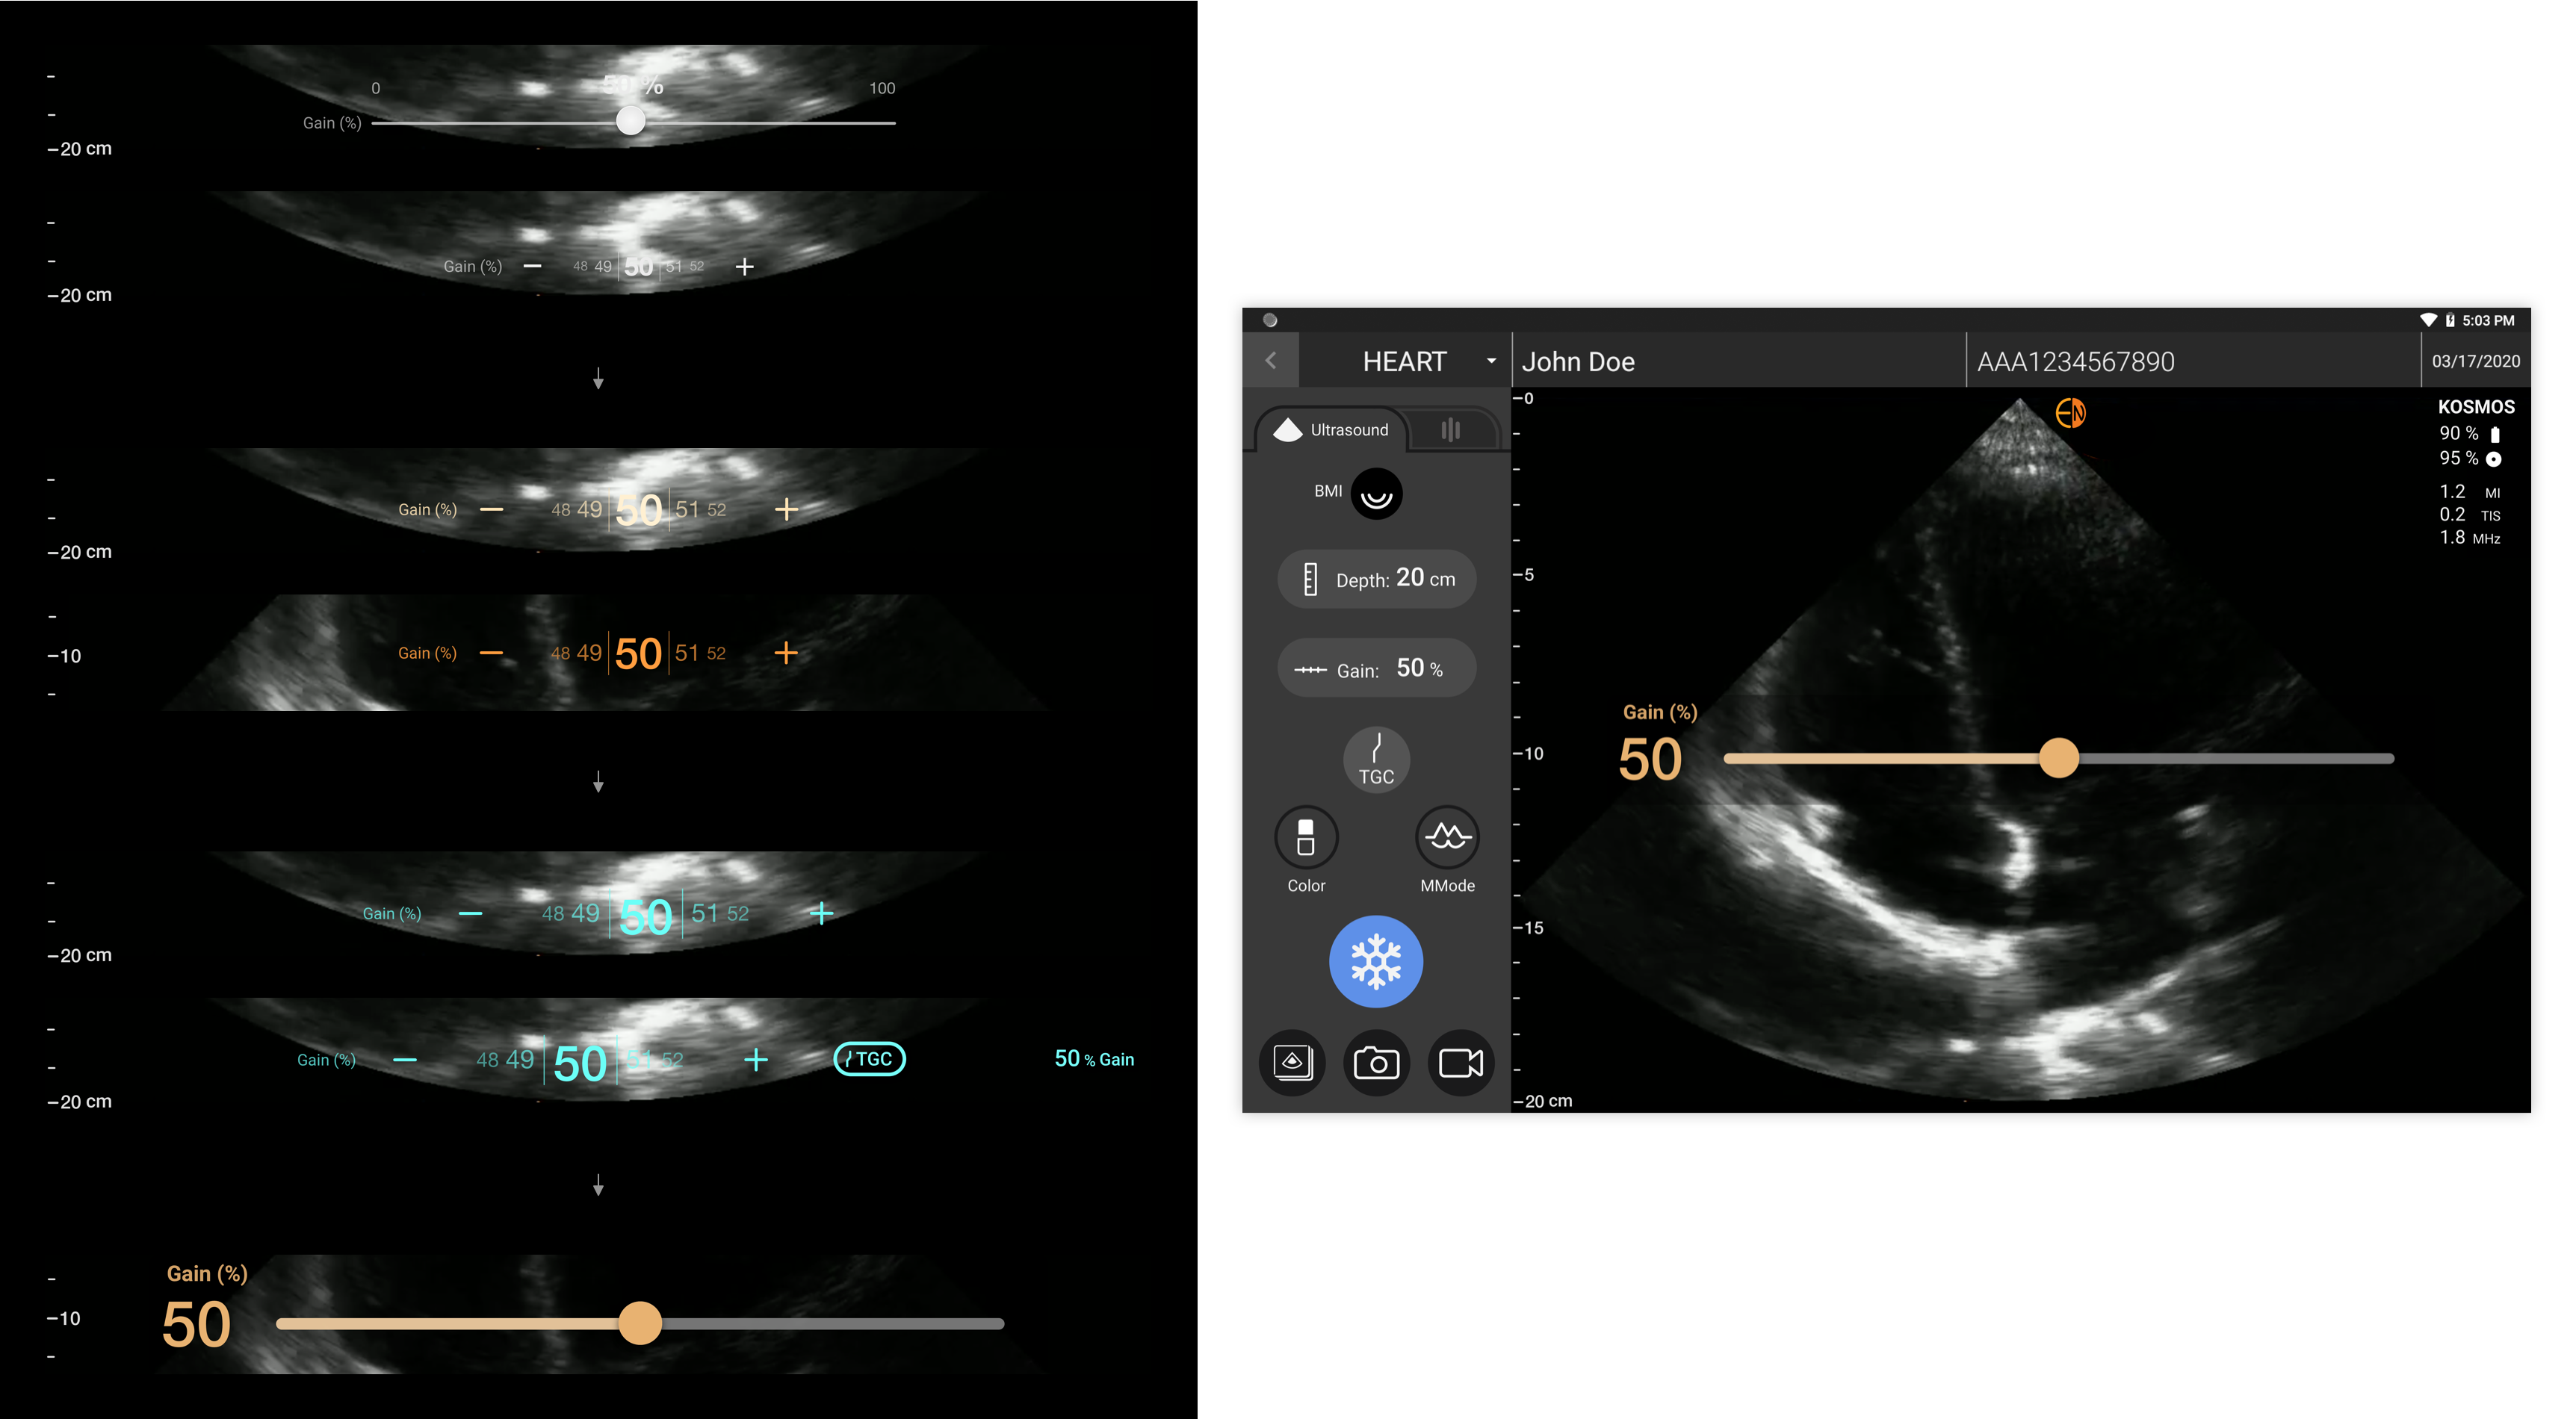 0
50 %
100
Gain (%)
–20 cm
Gain (%) − 48 49 50 51 52 +
–20 cm
Gain (%) − 48 49 50 51 52 +
–20 cm
Gain (%) − 48 49 50 51 52 +
–10
Gain (%) − 48 49 50 51 52 +
–20 cm
Gain (%) − 48 49 50 51 52 + TGC 50 % Gain
–20 cm
Gain (%)
50
–10
5:03 PM
HEART
John Doe
AAA1234567890
03/17/2020
Ultrasound
BMI
Depth: 20 cm
Gain: 50 %
TGC
Color
MMode
–0
–5
–10
–15
–20 cm
Gain (%)
50
KOSMOS
90 %
95 %
1.2 MI
0.2 TIS
1.8 MHz